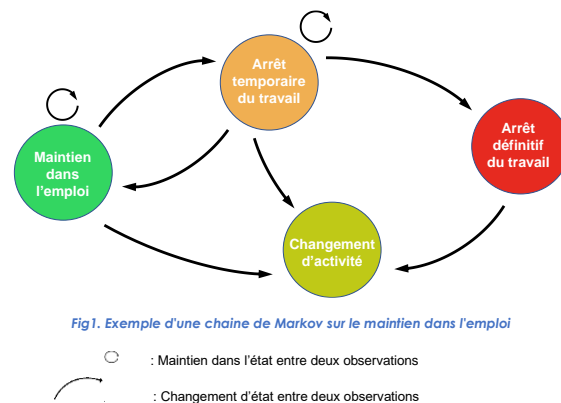 Arrêt
temporaire
du travail
Arrêt
définitif
du travail
Maintien
dans
l'emploi
Changement
d'activité
Fig1. Exemple d'une chaine de Markov sur le maintien dans l'emploi
: Maintien dans l'état entre deux observations
: Changement d'état entre deux observations